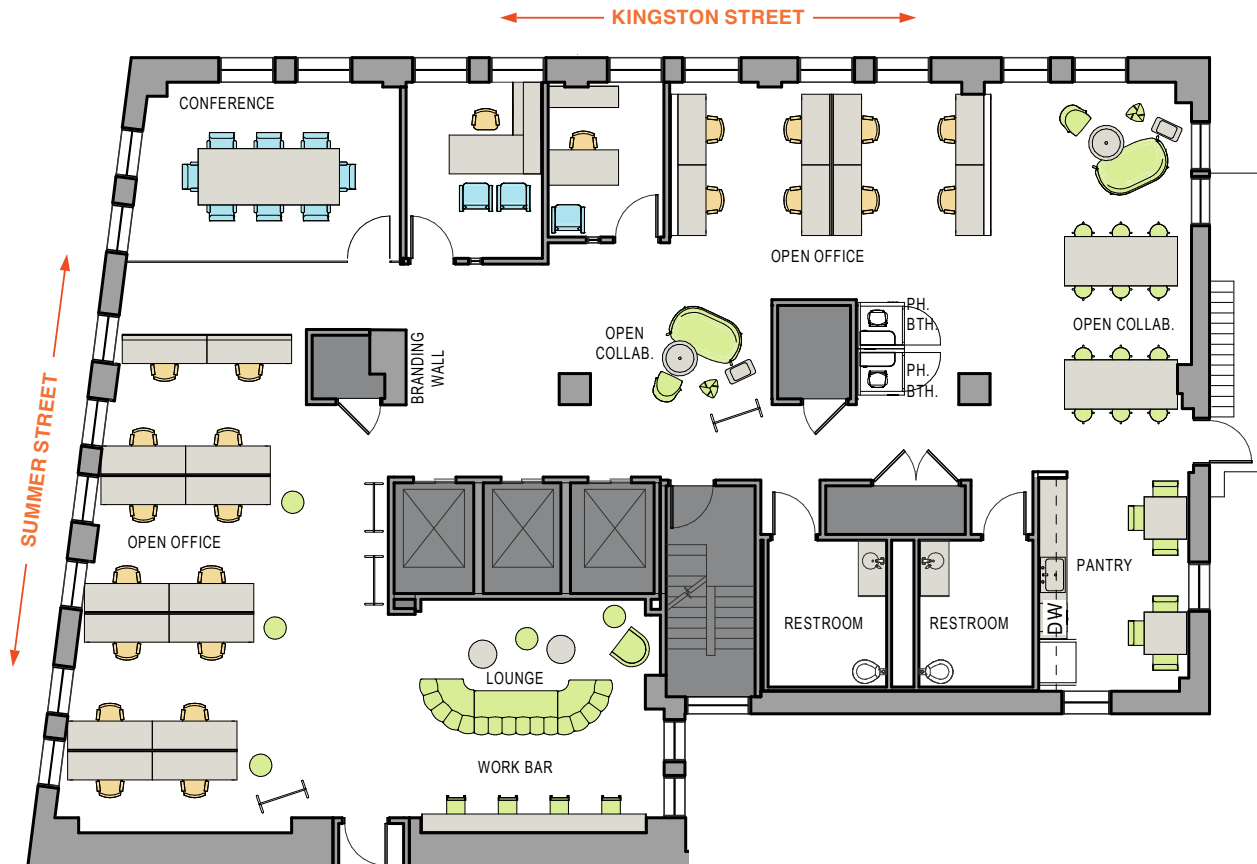 KINGSTON STREET
CONFERENCE
OPEN OFFICE
PH.
BTH.
OPEN
COLLAB.
BRANDING
WALL
OPEN COLLAB.
PH.
BTH.
SUMMER STREET
OPEN OFFICE
PANTRY
DW
RESTROOM
RESTROOM
LOUNGE
WORK BAR